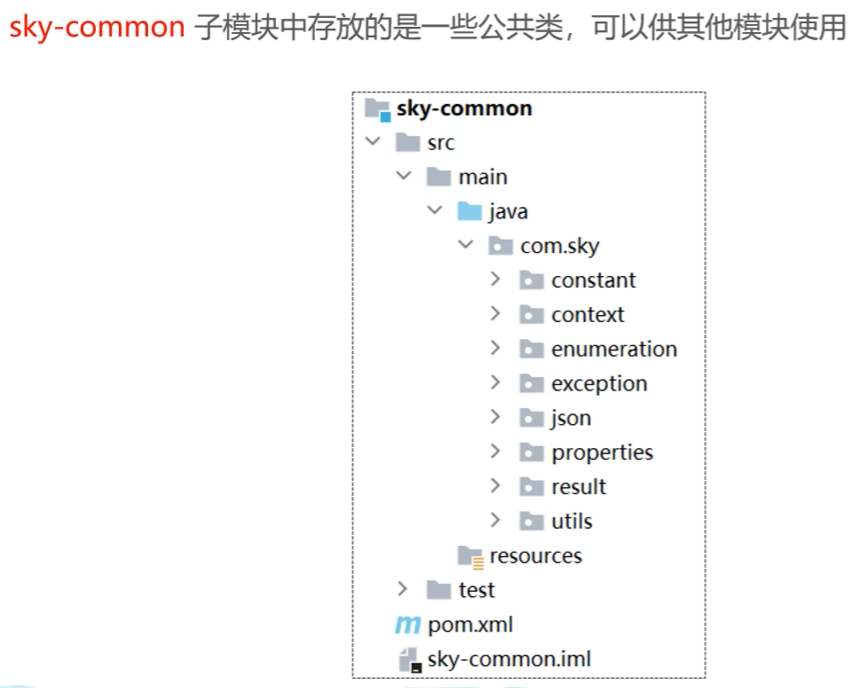 sky-common 子模块中存放的是一些公共类，可以供其他模块使用
sky-common
src
main
java
com.sky
constant
context
enumeration
exception
json
properties
result
utils
resources
test
pom.xml
sky-common.iml